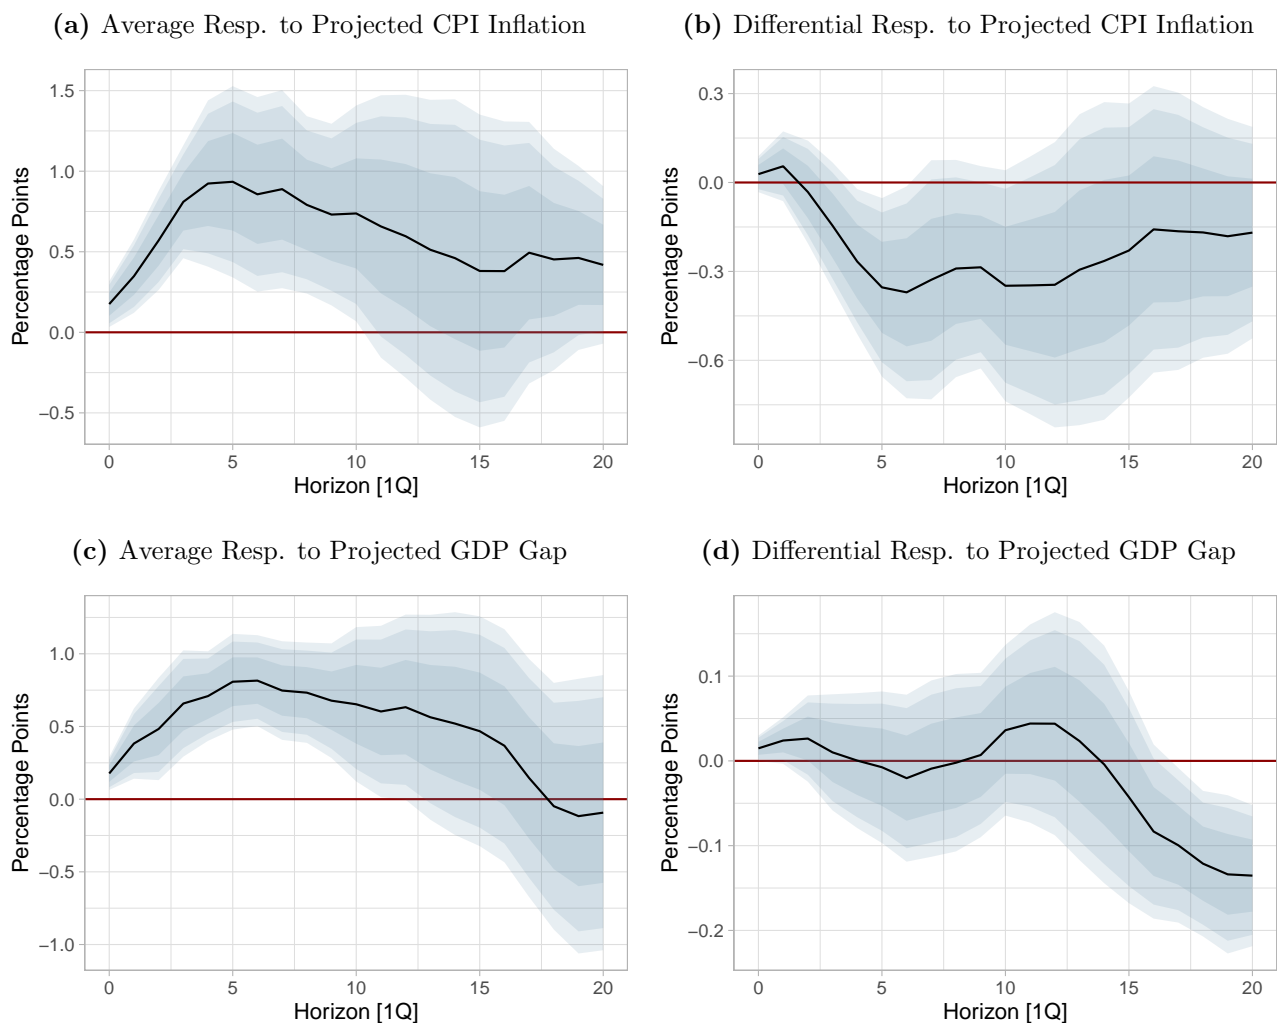 (a) Average Resp. to Projected CPI Inflation
Percentage Points
1.5
1.0
0.5
0.0
−0.5
0 5 10 15 20
Horizon [1Q]
(b) Differential Resp. to Projected CPI Inflation
Percentage Points
0.3
0.0
−0.3
−0.6
0 5 10 15 20
Horizon [1Q]
(c) Average Resp. to Projected GDP Gap
Percentage Points
1.0
0.5
0.0
−0.5
−1.0
0 5 10 15 20
Horizon [1Q]
(d) Differential Resp. to Projected GDP Gap
Percentage Points
0.1
0.0
−0.1
−0.2
0 5 10 15 20
Horizon [1Q]